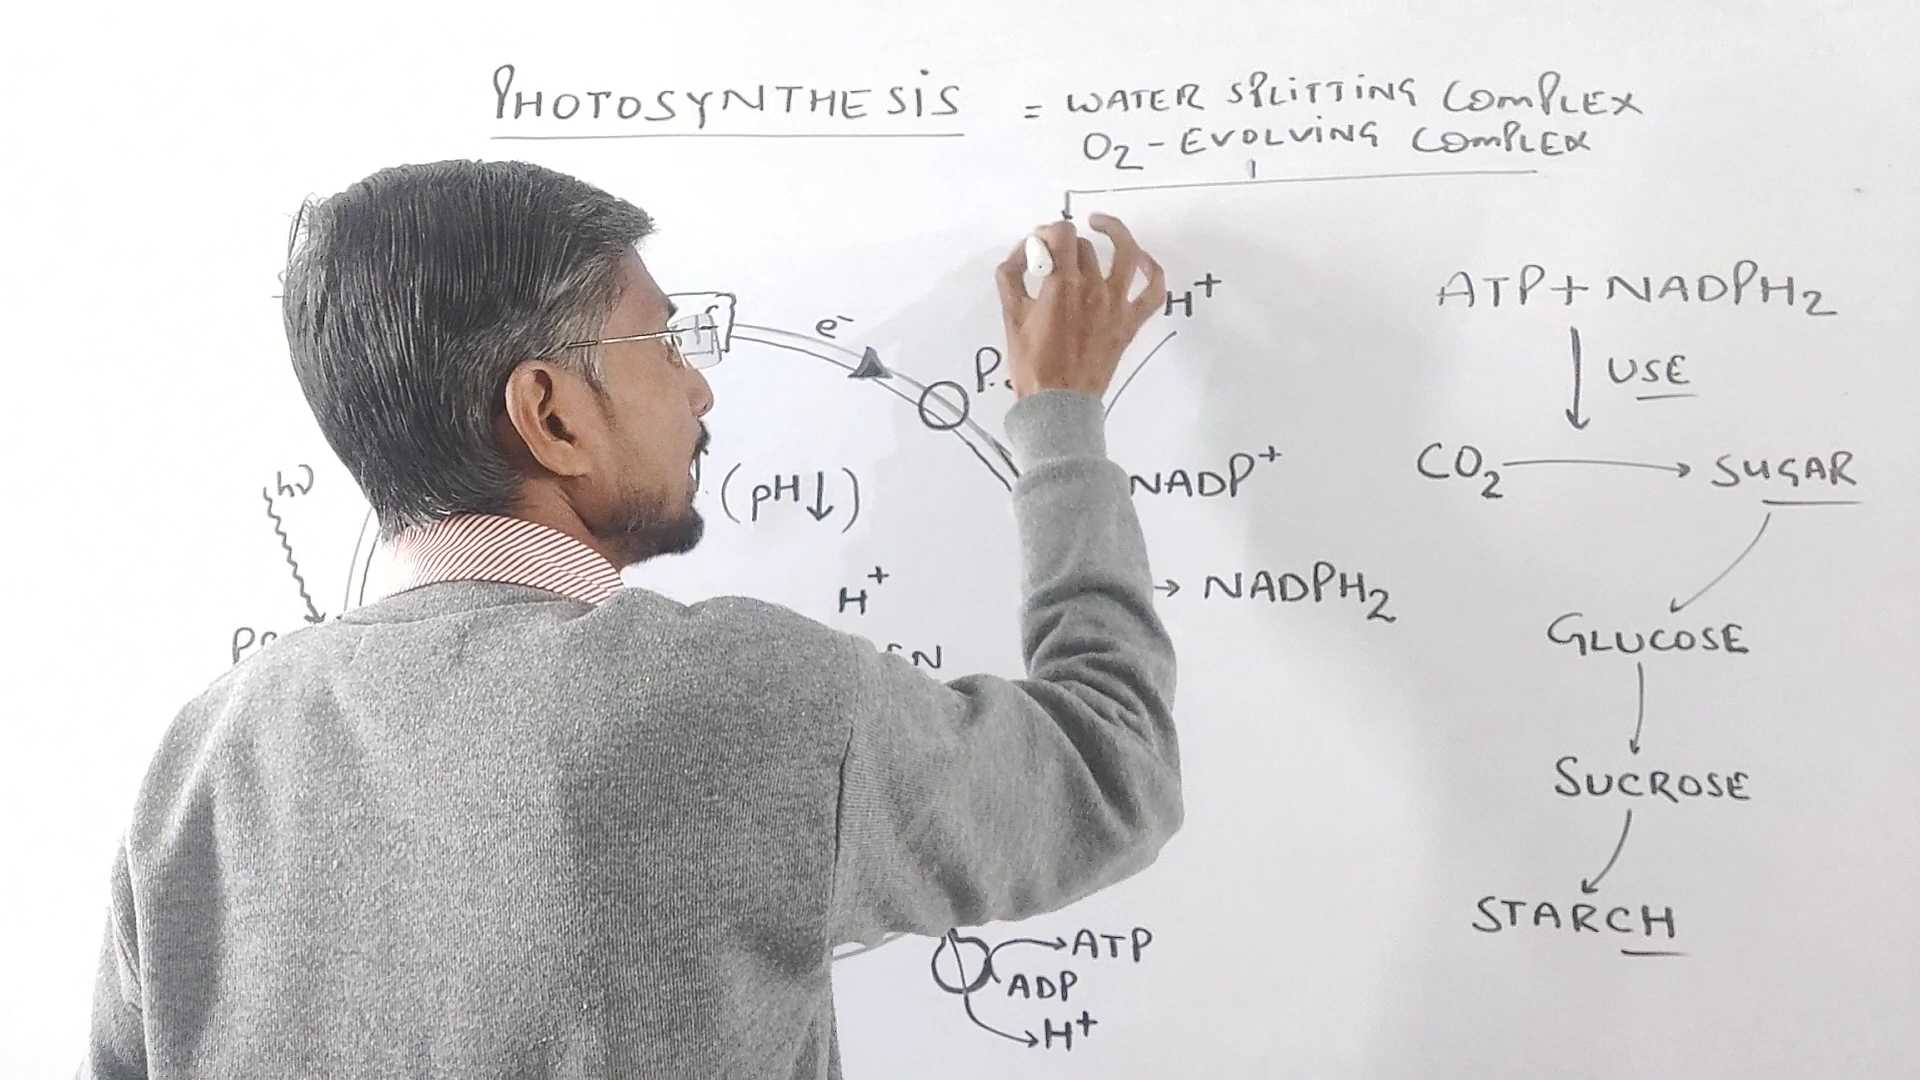 PHOTOSYNTHESIS = WATER SPLITTING COMPLEX
O2-EVOLVING COMPLEX
H+
ATP+NADPH2
e-
USE
CO2 → SUGAR
NADP+
hν
(pH↓)
H+
→ NADPH2
GLUCOSE
SUCROSE
STARCH
ATP
ADP
H+